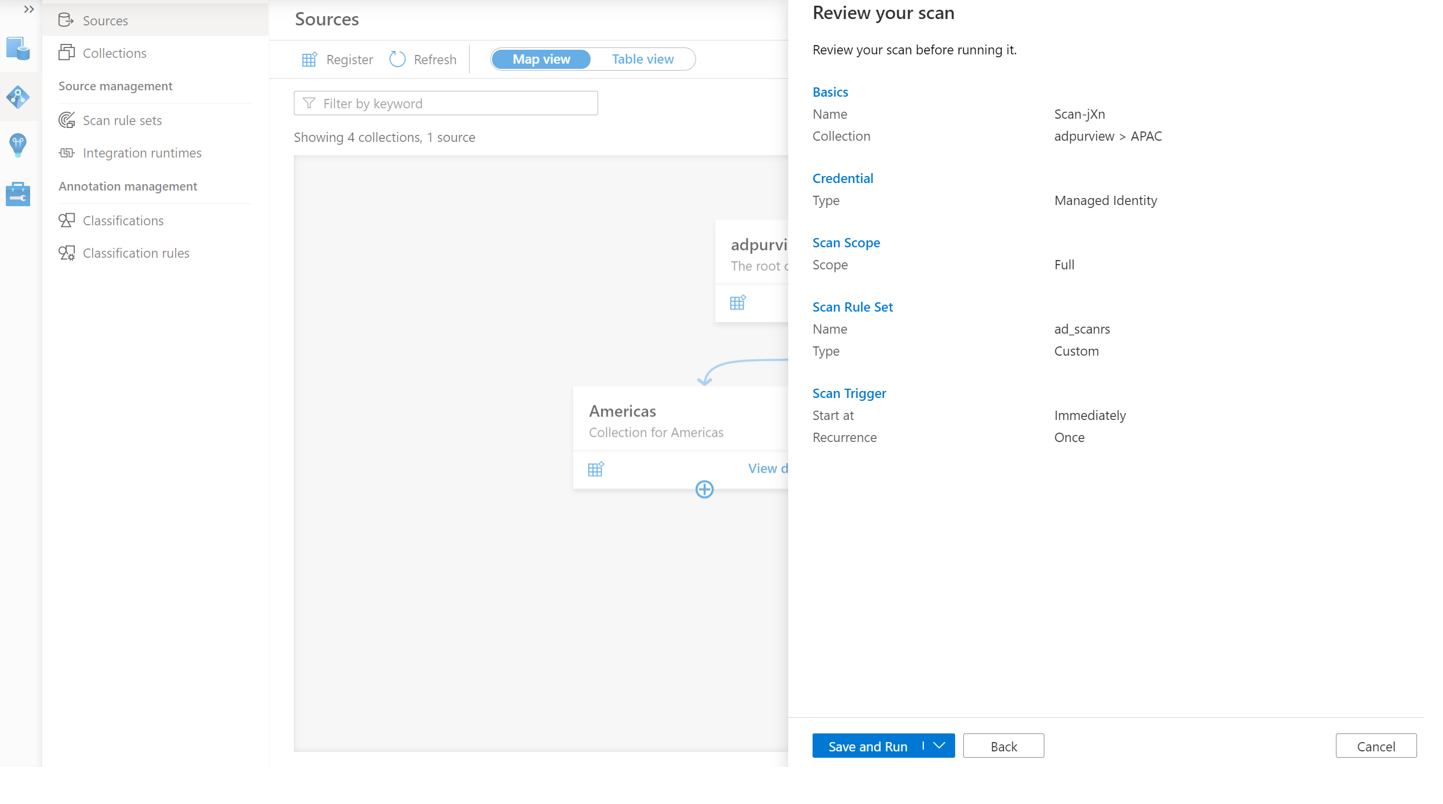 Sources
Collections
Source management
Scan rule sets
Integration runtimes
Annotation management
Classifications
Classification rules
Sources
Register
Refresh
Map view
Table view
Filter by keyword
Showing 4 collections, 1 source
adpurvi
The root c
Americas
Collection for Americas
View d
Review your scan
Review your scan before running it.
Basics
Name Scan-jXn
Collection adpurview > APAC
Credential
Type Managed Identity
Scan Scope
Scope Full
Scan Rule Set
Name ad_scanrs
Type Custom
Scan Trigger
Start at Immediately
Recurrence Once
Save and Run
Back
Cancel